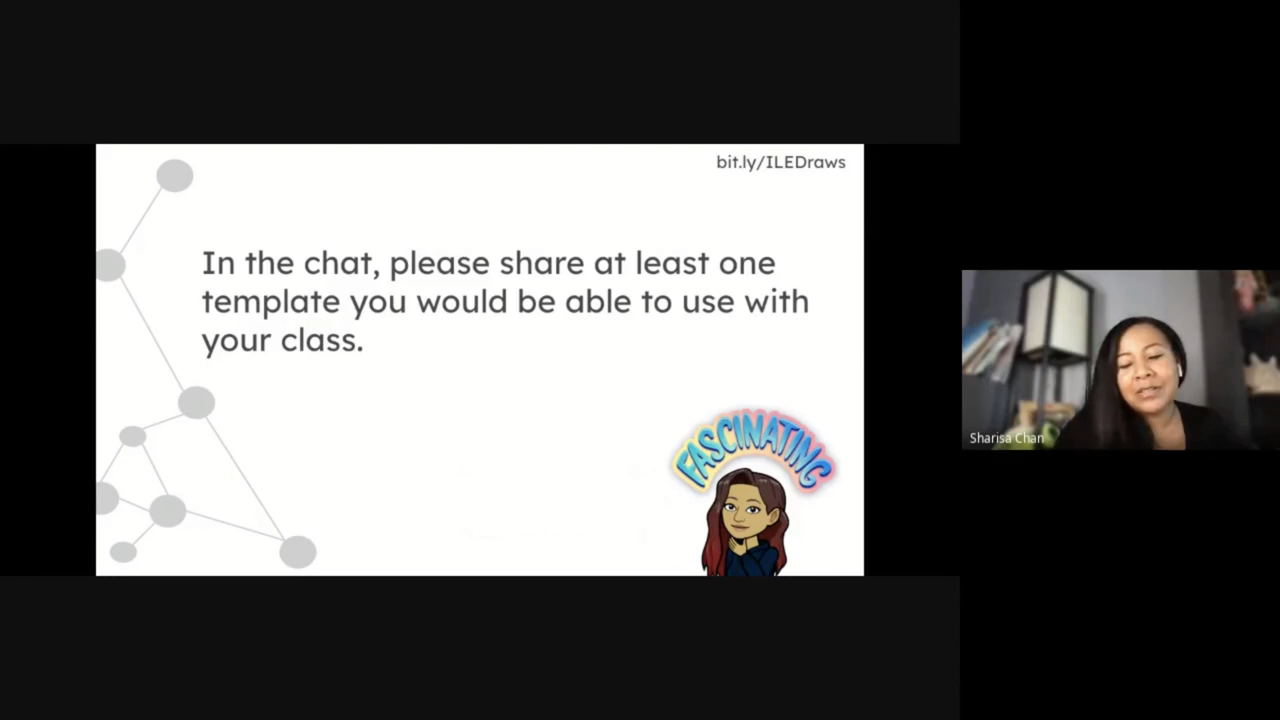 bit.ly/ILEDraws
In the chat, please share at least one
template you would be able to use with
your class.
FASCINATING
Sharisa Chan